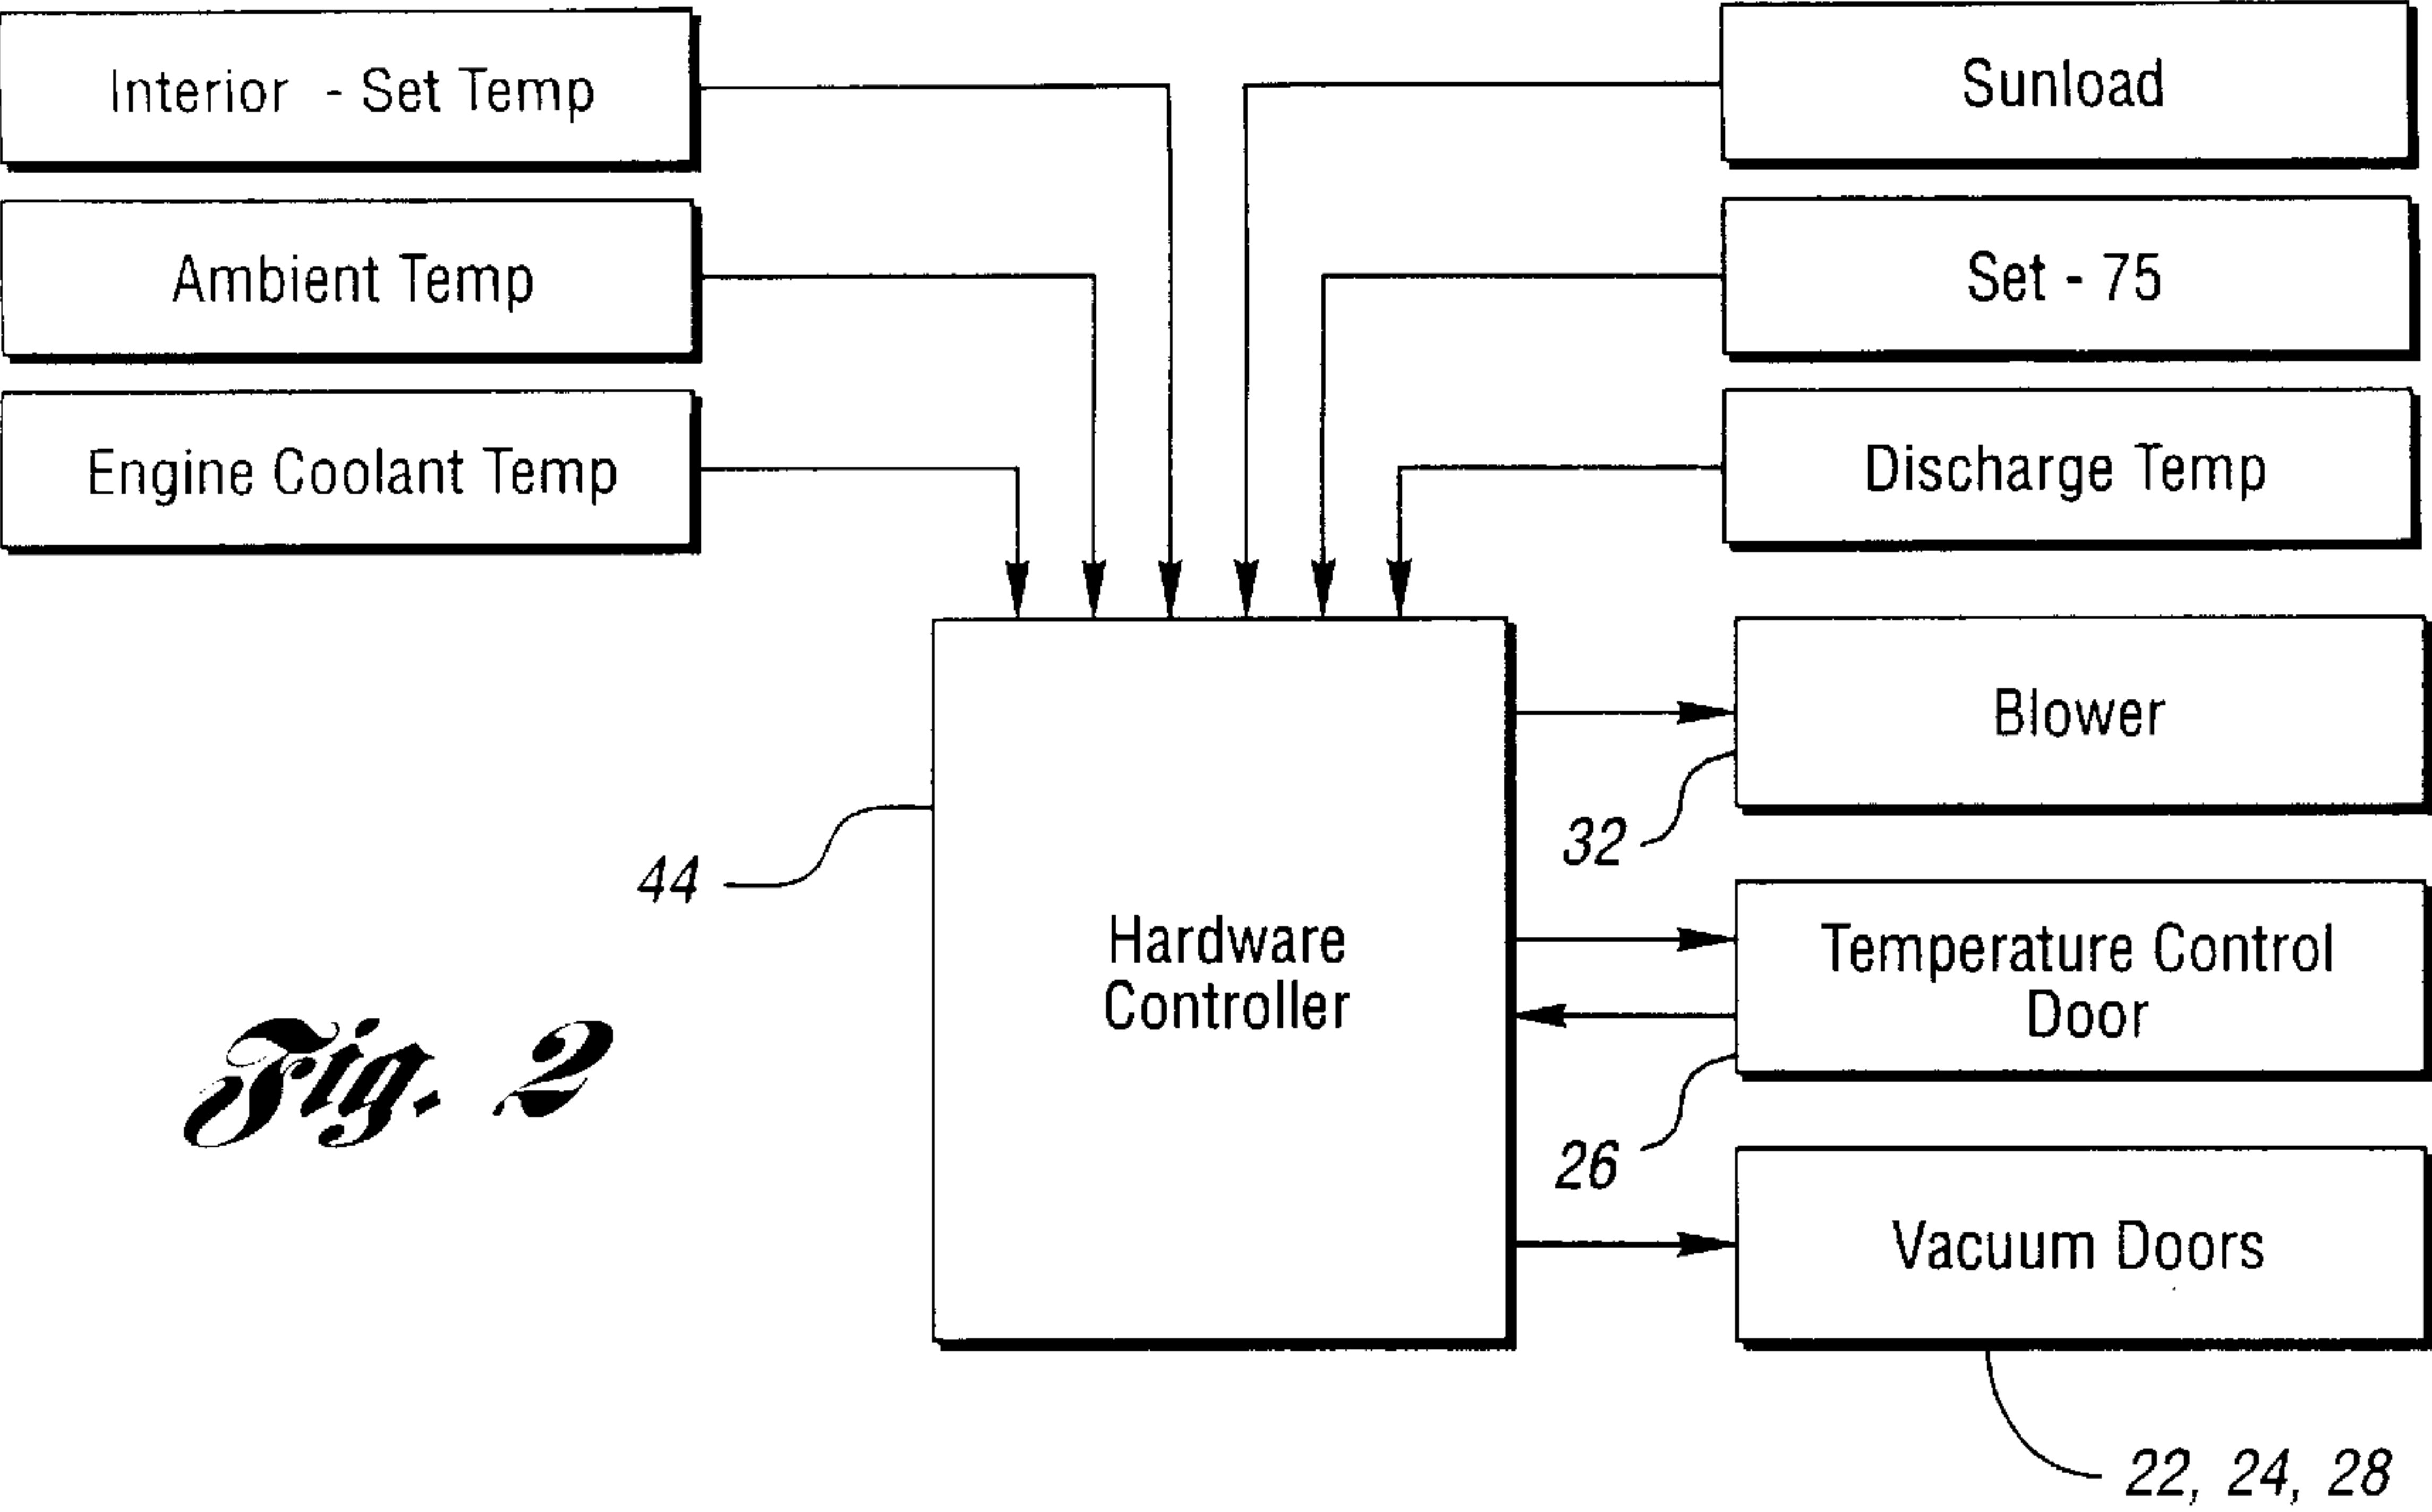 Interior - Set Temp
Sunload
Ambient Temp
Set - 75
Engine Coolant Temp
Discharge Temp
Blower
32
44
Hardware
Controller
Temperature Control
Door
26
Fig. 2
Vacuum Doors
22, 24, 28